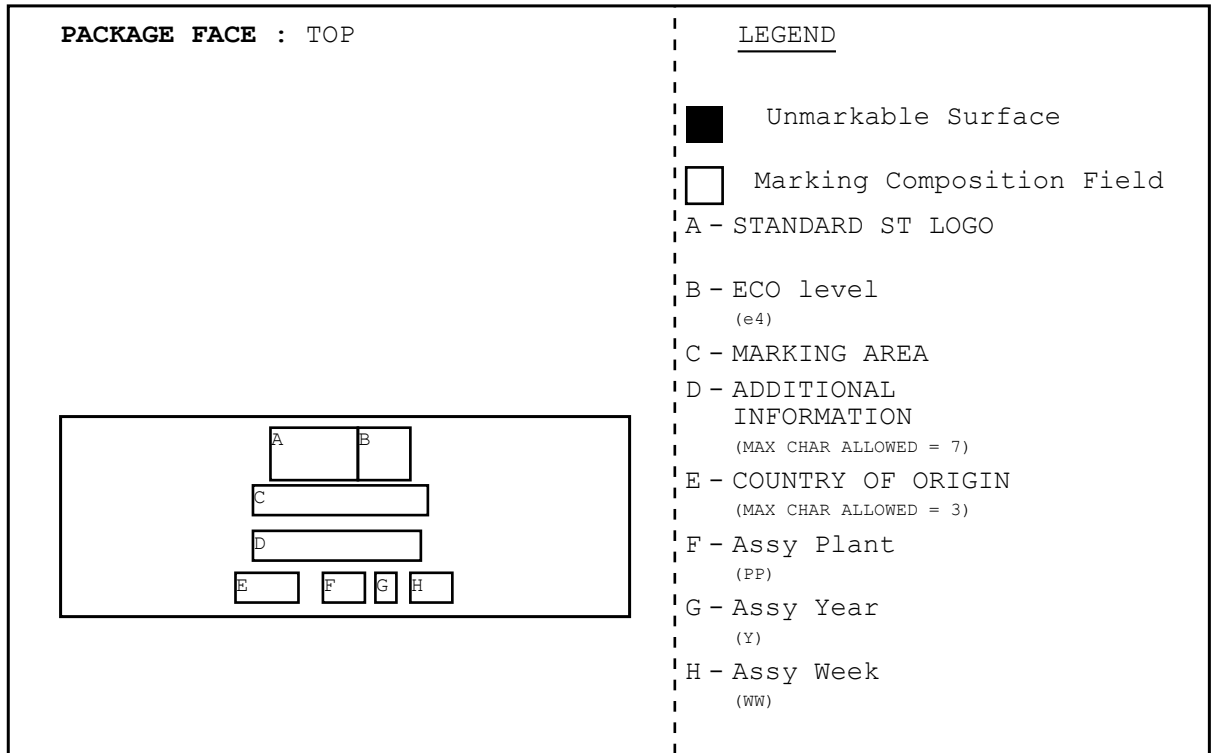 PACKAGE FACE : TOP
A B
C
D
E F G H
LEGEND
Unmarkable Surface
Marking Composition Field
A - STANDARD ST LOGO
B - ECO level
(e4)
C - MARKING AREA
D - ADDITIONAL
INFORMATION
(MAX CHAR ALLOWED = 7)
E - COUNTRY OF ORIGIN
(MAX CHAR ALLOWED = 3)
F - Assy Plant
(PP)
G - Assy Year
(Y)
H - Assy Week
(WW)